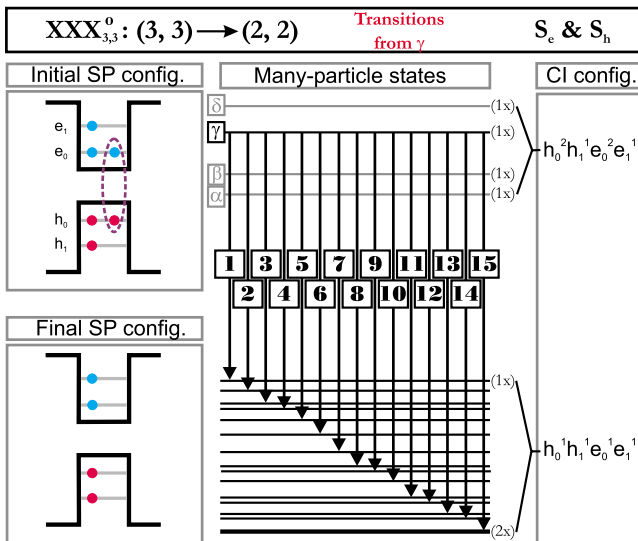 XXX⁰₃,₃: (3, 3) → (2, 2)
Transitions from γ
Sₑ & Sₕ
Initial SP config.
Many-particle states
CI config.
e₁
e₀
h₀
h₁
δ
(1x)
γ
(1x)
β
(1x)
α
(1x)
h₀²h₁¹e₀²e₁¹
1 3 5 7 9 11 13 15
2 4 6 8 10 12 14
Final SP config.
(1x)
h₀¹h₁¹e₀¹e₁¹
(2x)